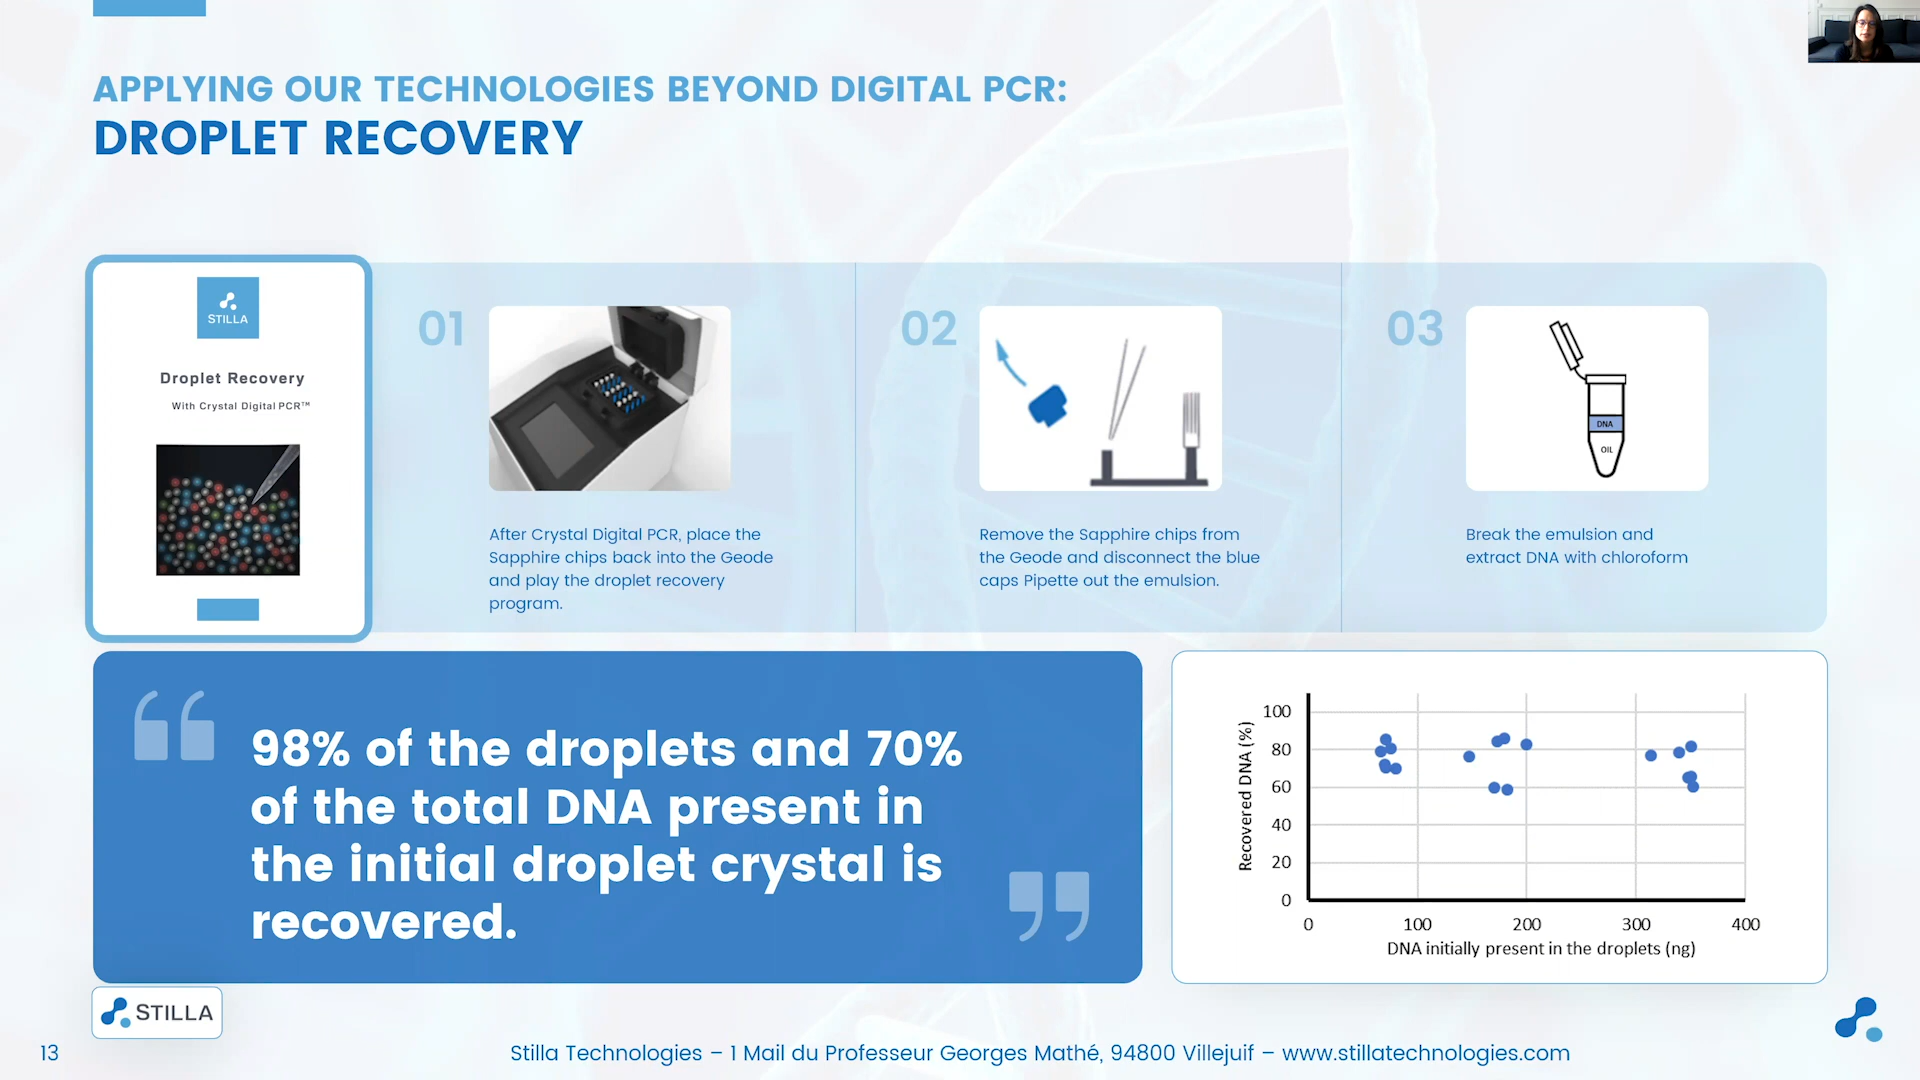 APPLYING OUR TECHNOLOGIES BEYOND DIGITAL PCR:
DROPLET RECOVERY
STILLA
Droplet Recovery
With Crystal Digital PCR™
01
After Crystal Digital PCR, place the
Sapphire chips back into the Geode
and play the droplet recovery
program.
02
Remove the Sapphire chips from
the Geode and disconnect the blue
caps Pipette out the emulsion.
03
DNA
OIL
Break the emulsion and
extract DNA with chloroform
“
98% of the droplets and 70%
of the total DNA present in
the initial droplet crystal is
recovered.
”
Recovered DNA (%)
100
80
60
40
20
0
0 100 200 300 400
DNA initially present in the droplets (ng)
STILLA
13
Stilla Technologies – 1 Mail du Professeur Georges Mathé, 94800 Villejuif – www.stillatechnologies.com